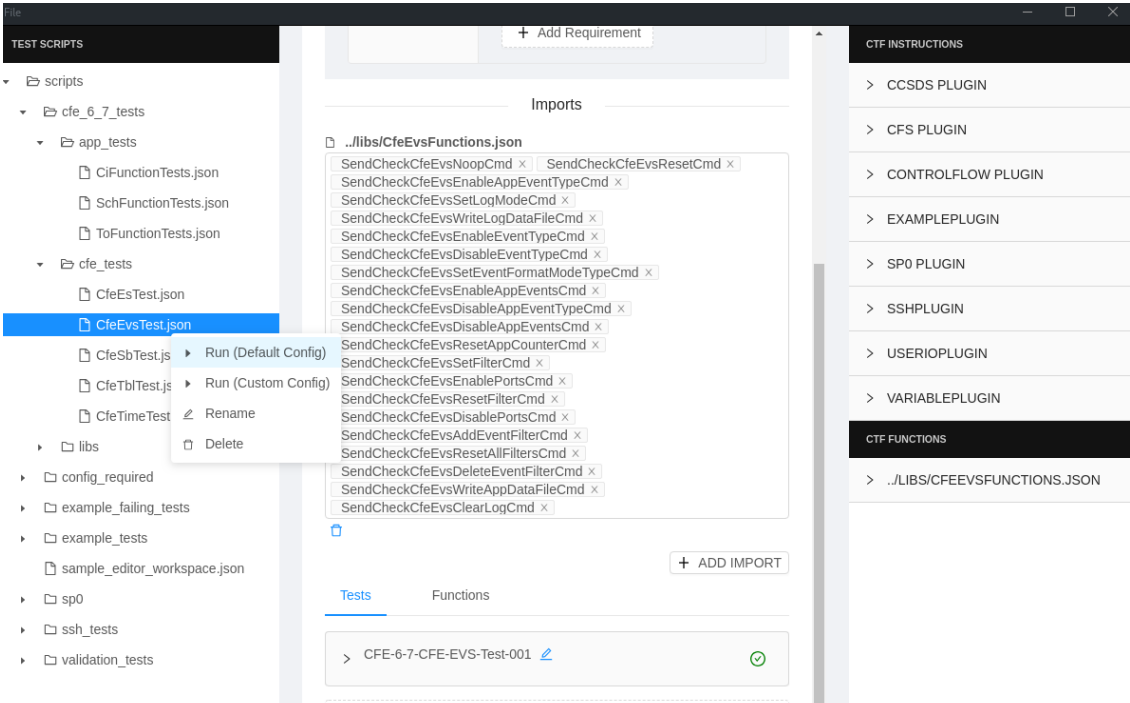 File
TEST SCRIPTS
scripts
cfe_6_7_tests
app_tests
CiFunctionTests.json
SchFunctionTests.json
ToFunctionTests.json
cfe_tests
CfeEsTest.json
CfeEvsTest.json
CfeSbTest.js
CfeTblTest.js
CfeTimeTest
libs
config_required
example_failing_tests
example_tests
sample_editor_workspace.json
sp0
ssh_tests
validation_tests
Run (Default Config)
Run (Custom Config)
Rename
Delete
+ Add Requirement
Imports
../libs/CfeEvsFunctions.json
SendCheckCfeEvsNoopCmd × SendCheckCfeEvsResetCmd ×
SendCheckCfeEvsEnableAppEventTypeCmd ×
SendCheckCfeEvsSetLogModeCmd ×
SendCheckCfeEvsWriteLogDataFileCmd ×
SendCheckCfeEvsEnableEventTypeCmd ×
SendCheckCfeEvsDisableEventTypeCmd ×
SendCheckCfeEvsSetEventFormatModeTypeCmd ×
SendCheckCfeEvsEnableAppEventsCmd ×
SendCheckCfeEvsDisableAppEventTypeCmd ×
SendCheckCfeEvsDisableAppEventsCmd ×
SendCheckCfeEvsResetAppCounterCmd ×
SendCheckCfeEvsSetFilterCmd ×
SendCheckCfeEvsEnablePortsCmd ×
SendCheckCfeEvsResetFilterCmd ×
SendCheckCfeEvsDisablePortsCmd ×
SendCheckCfeEvsAddEventFilterCmd ×
SendCheckCfeEvsResetAllFiltersCmd ×
SendCheckCfeEvsDeleteEventFilterCmd ×
SendCheckCfeEvsWriteAppDataFileCmd ×
SendCheckCfeEvsClearLogCmd ×
+ ADD IMPORT
Tests Functions
CFE-6-7-CFE-EVS-Test-001
CTF INSTRUCTIONS
CCSDS PLUGIN
CFS PLUGIN
CONTROLFLOW PLUGIN
EXAMPLEPLUGIN
SP0 PLUGIN
SSHPLUGIN
USERIOPLUGIN
VARIABLEPLUGIN
CTF FUNCTIONS
../LIBS/CFEEVSFUNCTIONS.JSON